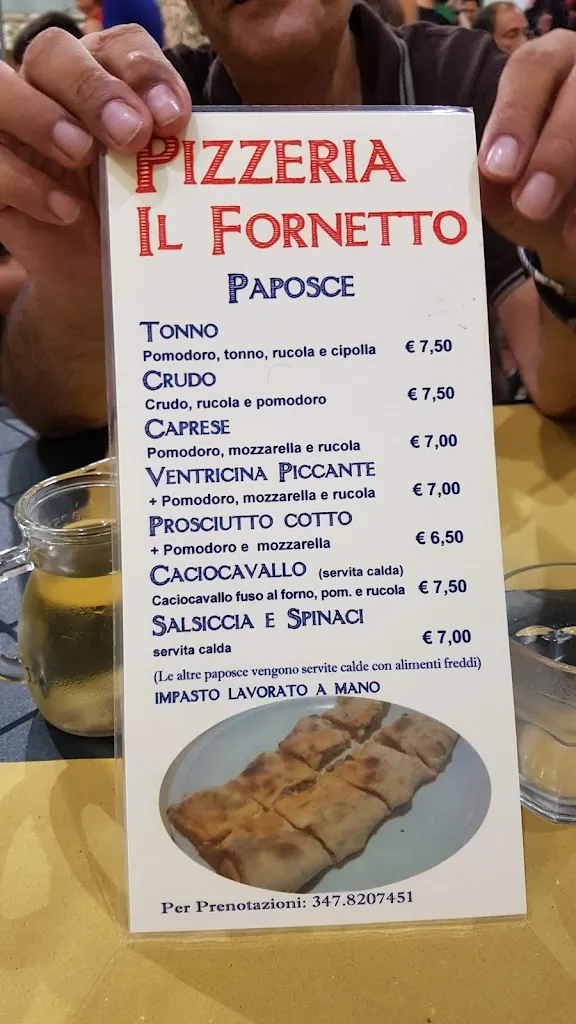 PIZZERIA
IL FORNETTO
PAPOSCE
TONNO
Pomodoro, tonno, rucola e cipolla € 7,50
CRUDO
Crudo, rucola e pomodoro € 7,50
CAPRESE
Pomodoro, mozzarella e rucola € 7,00
VENTRICINA PICCANTE
+ Pomodoro, mozzarella e rucola € 7,00
PROSCIUTTO COTTO
+ Pomodoro e mozzarella € 6,50
CACIOCAVALLO (servita calda)
Caciocavallo fuso al forno, pom. e rucola € 7,50
SALSICCIA E SPINACI
servita calda € 7,00
(Le altre paposce vengono servite calde con alimenti freddi)
IMPASTO LAVORATO A MANO
Per Prenotazioni: 347.8207451